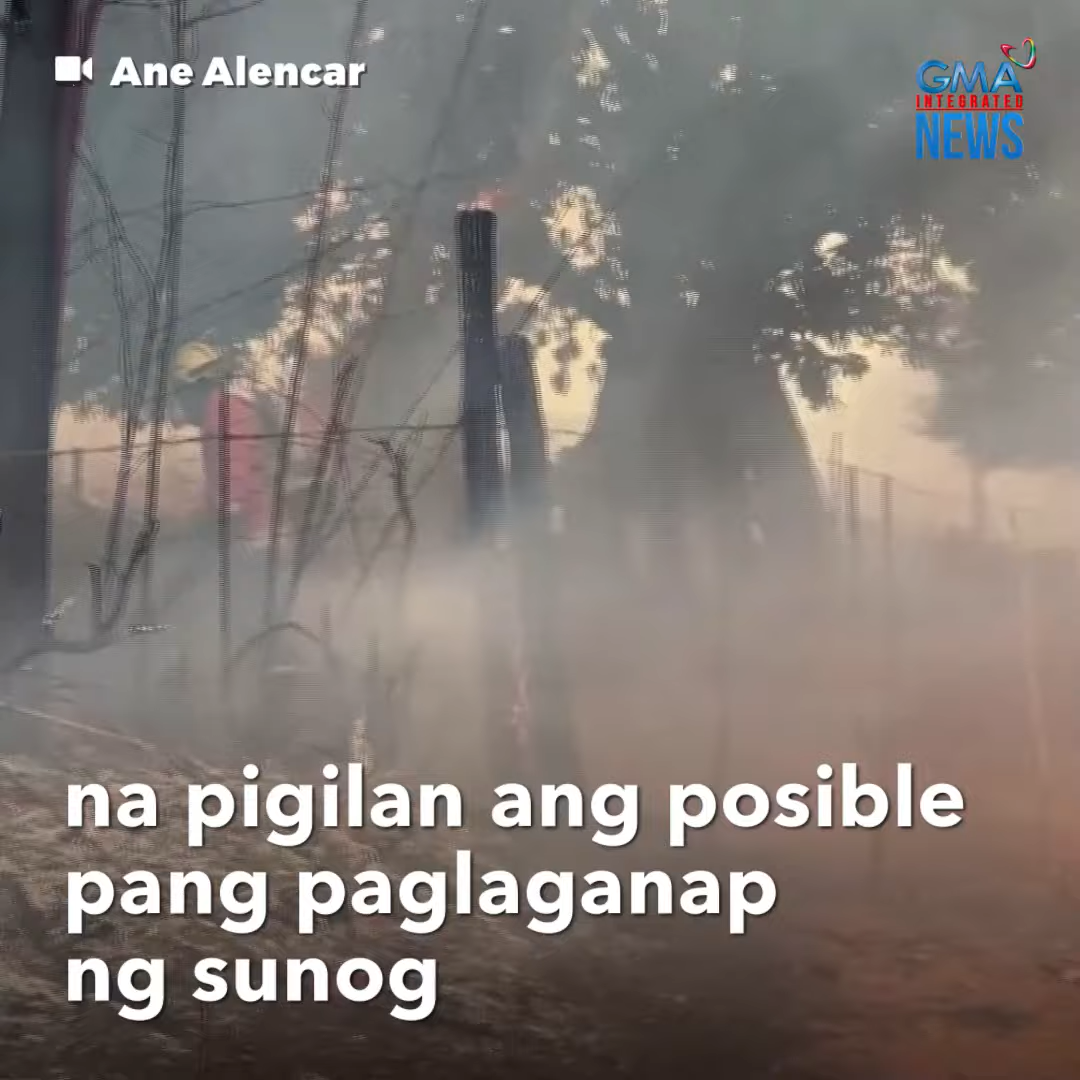 Ane Alencar
GMA
INTEGRATED
NEWS
na pigilan ang posible
pang paglaganap
ng sunog